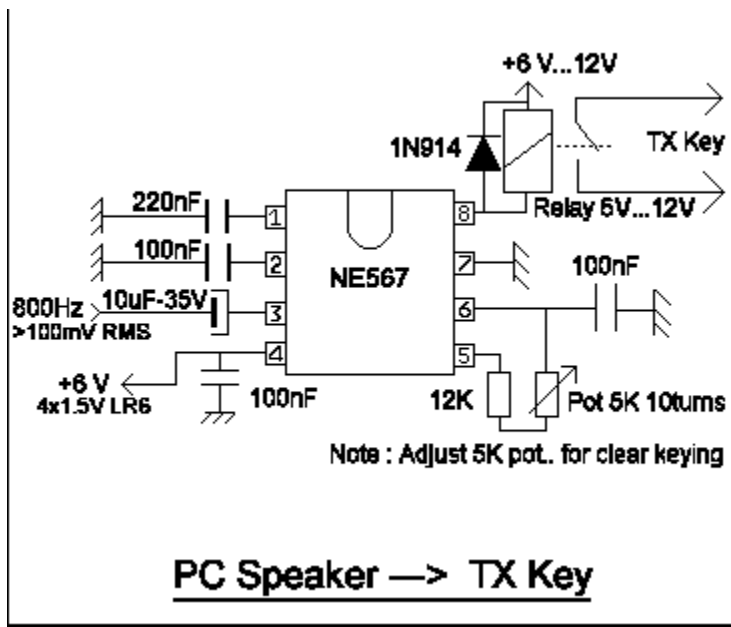 +6 V...12V
1N914
TX Key
Relay 5V...12V
220nF
1
8
100nF
2
7
NE567
100nF
800Hz
10uF-35V
3
6
>100mV RMS
4
5
+6 V
4x1.5V LR6
100nF
12K
Pot 5K 10turns
Note : Adjust 5K pot.. for clear keying
PC Speaker —> TX Key